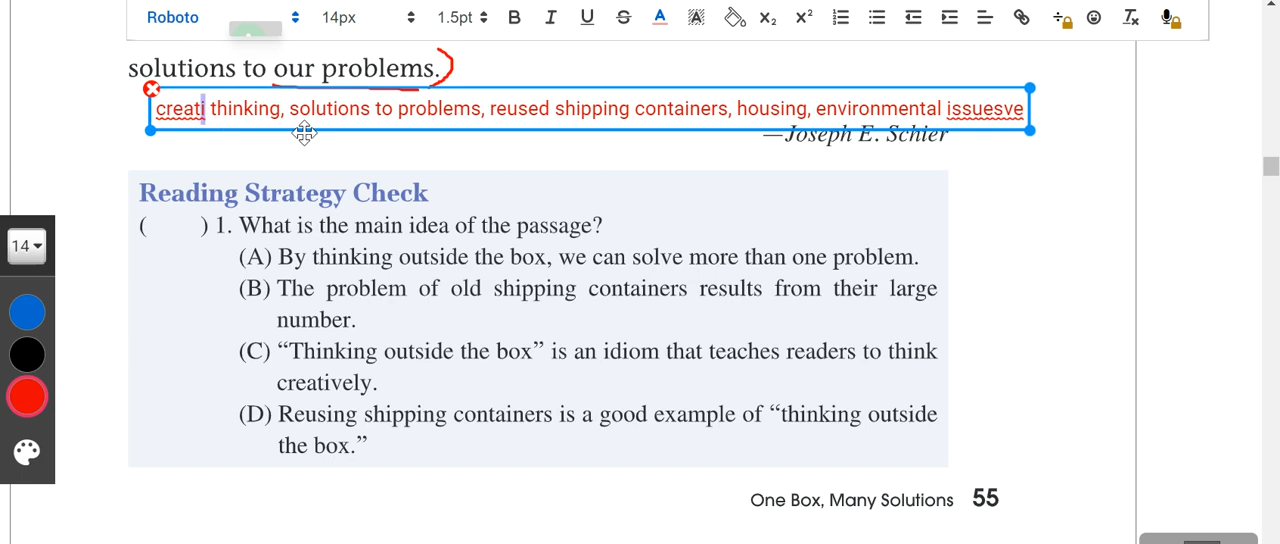 Roboto 14px 1.5pt B I U S A A X₂ X²
solutions to our problems.
creati thinking, solutions to problems, reused shipping containers, housing, environmental issuesve
—Joseph E. Schier
Reading Strategy Check
( ) 1. What is the main idea of the passage?
(A) By thinking outside the box, we can solve more than one problem.
(B) The problem of old shipping containers results from their large
number.
(C) “Thinking outside the box” is an idiom that teaches readers to think
creatively.
(D) Reusing shipping containers is a good example of “thinking outside
the box.”
One Box, Many Solutions 55
14